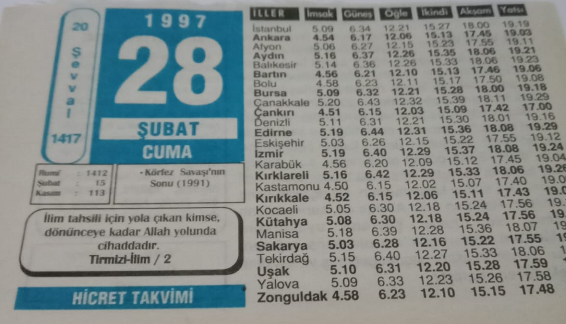 20
Şevval
1417
1997
28
ŞUBAT
CUMA
Rumi : 1412
Şubat : 15
Kasım : 113
- Körfez Savaşı'nın
Sonu (1991)
İlim tahsili için yola çıkan kimse,
dönünceye kadar Allah yolunda
cihaddadır.
Tirmizi-İlim / 2
HİCRET TAKVİMİ
İLLER İmsak Güneş Öğle İkindi Akşam Yatsı
İstanbul 5.09 6.34 12.21 15.27 18.00 19.19
Ankara 4.54 6.17 12.06 15.13 17.45 19.03
Afyon 5.06 6.27 12.15 15.23 17.55 19.11
Aydın 5.16 6.37 12.26 15.35 18.06 19.21
Balıkesir 5.14 6.36 12.26 15.33 18.06 19.23
Bartın 4.56 6.21 12.10 15.13 17.46 19.06
Bolu 4.58 6.23 12.11 15.17 17.50 19.08
Bursa 5.09 6.32 12.21 15.28 18.00 19.18
Çanakkale 5.20 6.43 12.32 15.39 18.11 19.29
Çankırı 4.51 6.15 12.03 15.09 17.42 17.00
Denizli 5.11 6.31 12.21 15.30 18.01 19.16
Edirne 5.19 6.44 12.31 15.36 18.08 19.29
Eskişehir 5.03 6.26 12.15 15.22 17.55 19.12
İzmir 5.19 6.40 12.29 15.37 18.08 19.24
Karabük 4.56 6.20 12.09 15.12 17.45 19.04
Kırklareli 5.16 6.42 12.29 15.33 18.06
Kastamonu 4.50 6.15 12.02 15.07 17.40
Kırıkkale 4.52 6.15 12.06 15.11 17.43
Kocaeli 5.05 6.30 12.18 15.24 17.56
Kütahya 5.08 6.30 12.18 15.24 17.56
Manisa 5.18 6.39 12.28 15.36 18.07
Sakarya 5.03 6.28 12.16 15.22 17.55
Tekirdağ 5.15 6.40 12.27 15.33 18.06
Uşak 5.10 6.31 12.20 15.28 17.59
Yalova 5.09 6.33 12.23 15.26 17.58
Zonguldak 4.58 6.23 12.10 15.15 17.48